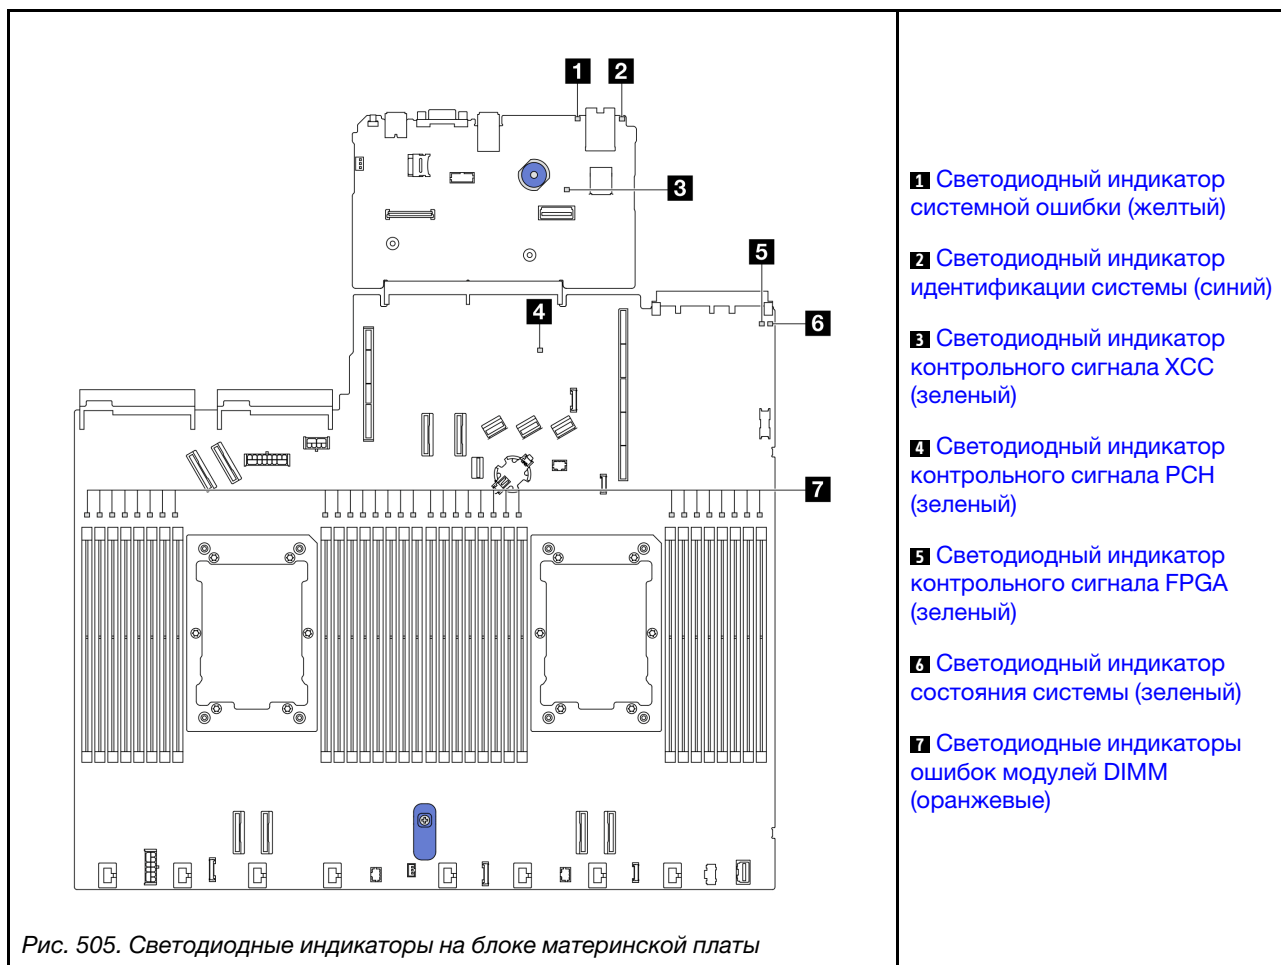 1
2
3
5
4
6
7
Рис. 505. Светодиодные индикаторы на блоке материнской платы
1 Светодиодный индикатор
системной ошибки (желтый)
2 Светодиодный индикатор
идентификации системы (синий)
3 Светодиодный индикатор
контрольного сигнала XCC
(зеленый)
4 Светодиодный индикатор
контрольного сигнала PCH
(зеленый)
5 Светодиодный индикатор
контрольного сигнала FPGA
(зеленый)
6 Светодиодный индикатор
состояния системы (зеленый)
7 Светодиодные индикаторы
ошибок модулей DIMM
(оранжевые)